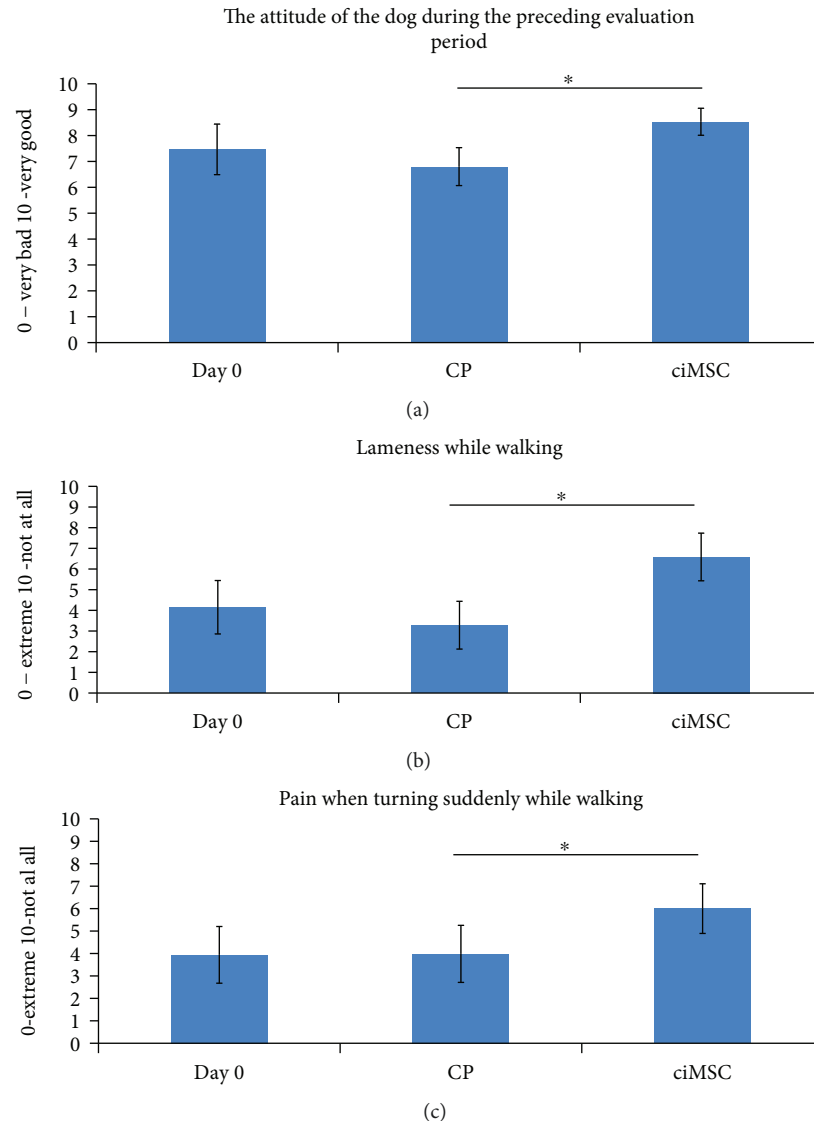 The attitude of the dog during the preceding evaluation
period
0 – very bad 10 -very good
10
9
8
7
6
5
4
3
2
1
0
*
Day 0
CP
ciMSC
(a)
Lameness while walking
0 – extreme 10 -not at all
10
9
8
7
6
5
4
3
2
1
0
*
Day 0
CP
ciMSC
(b)
Pain when turning suddenly while walking
0-extreme 10-not al all
10
9
8
7
6
5
4
3
2
1
0
*
Day 0
CP
ciMSC
(c)